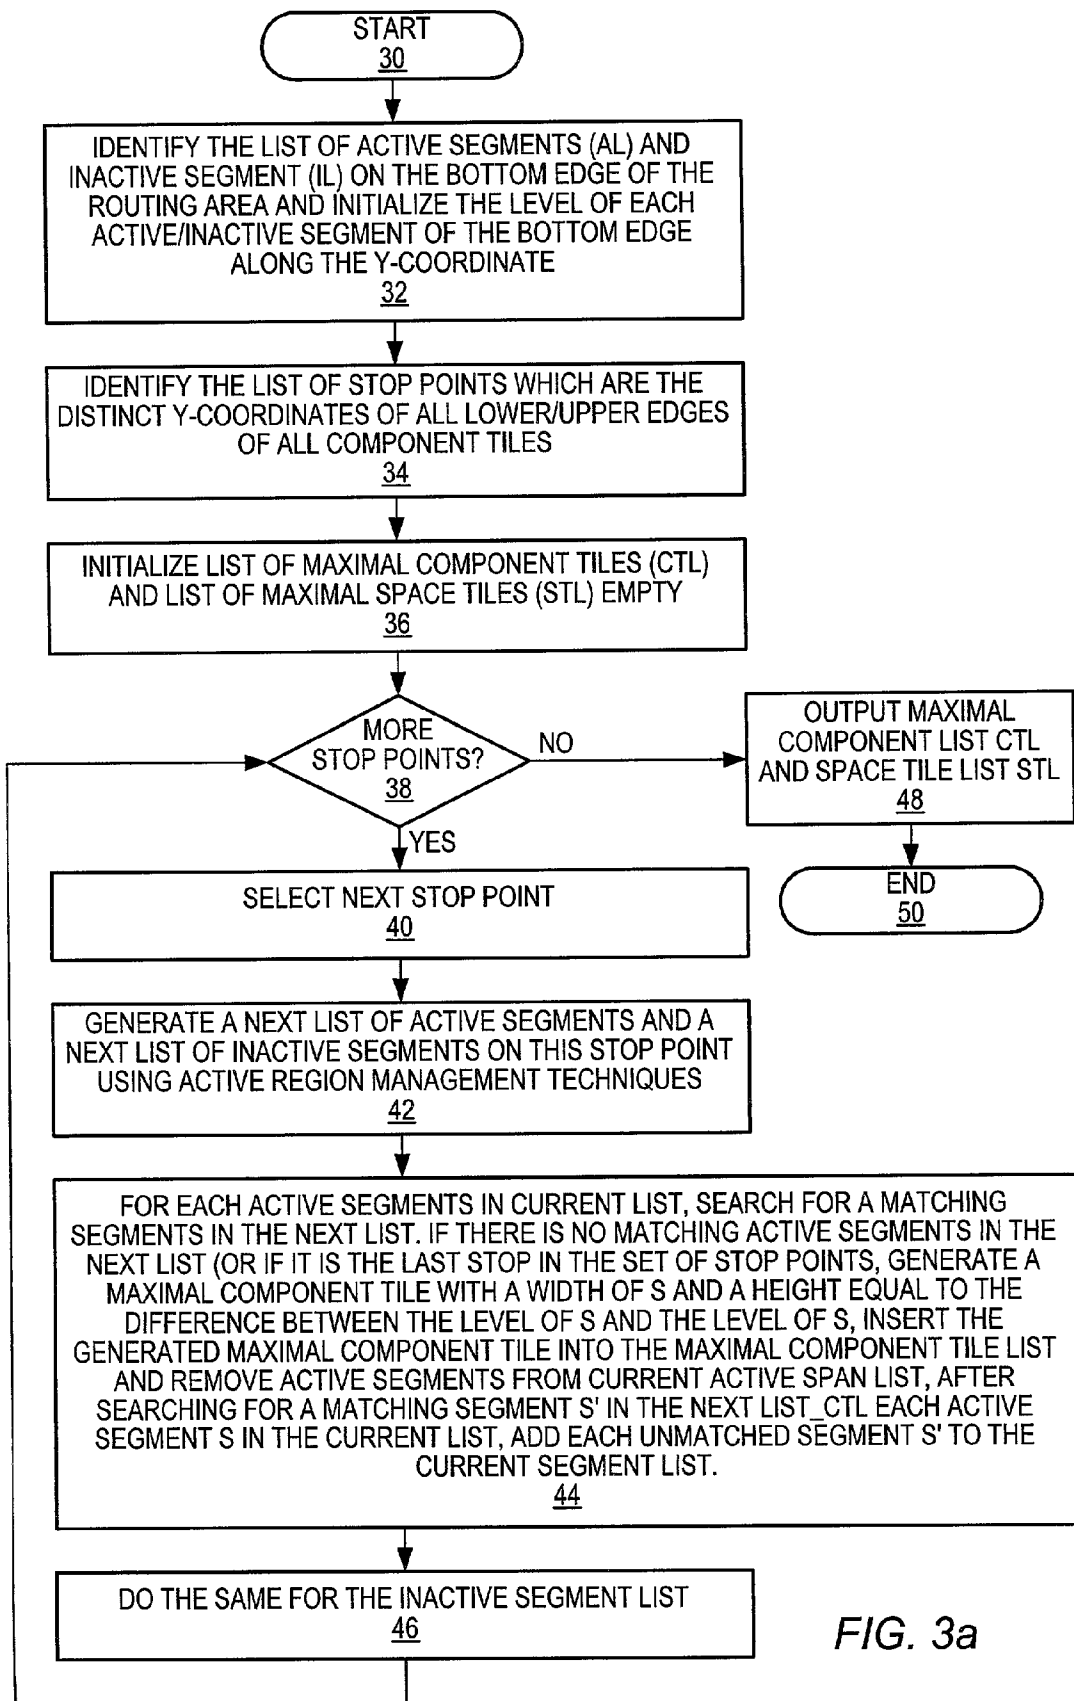 START
30
IDENTIFY THE LIST OF ACTIVE SEGMENTS (AL) AND
INACTIVE SEGMENT (IL) ON THE BOTTOM EDGE OF THE
ROUTING AREA AND INITIALIZE THE LEVEL OF EACH
ACTIVE/INACTIVE SEGMENT OF THE BOTTOM EDGE
ALONG THE Y-COORDINATE
32
IDENTIFY THE LIST OF STOP POINTS WHICH ARE THE
DISTINCT Y-COORDINATES OF ALL LOWER/UPPER EDGES
OF ALL COMPONENT TILES
34
INITIALIZE LIST OF MAXIMAL COMPONENT TILES (CTL)
AND LIST OF MAXIMAL SPACE TILES (STL) EMPTY
36
MORE
STOP POINTS?
38
NO
OUTPUT MAXIMAL
COMPONENT LIST CTL
AND SPACE TILE LIST STL
48
YES
END
50
SELECT NEXT STOP POINT
40
GENERATE A NEXT LIST OF ACTIVE SEGMENTS AND A
NEXT LIST OF INACTIVE SEGMENTS ON THIS STOP POINT
USING ACTIVE REGION MANAGEMENT TECHNIQUES
42
FOR EACH ACTIVE SEGMENTS IN CURRENT LIST, SEARCH FOR A MATCHING
SEGMENTS IN THE NEXT LIST. IF THERE IS NO MATCHING ACTIVE SEGMENTS IN THE
NEXT LIST (OR IF IT IS THE LAST STOP IN THE SET OF STOP POINTS, GENERATE A
MAXIMAL COMPONENT TILE WITH A WIDTH OF S AND A HEIGHT EQUAL TO THE
DIFFERENCE BETWEEN THE LEVEL OF S AND THE LEVEL OF S, INSERT THE
GENERATED MAXIMAL COMPONENT TILE INTO THE MAXIMAL COMPONENT TILE LIST
AND REMOVE ACTIVE SEGMENTS FROM CURRENT ACTIVE SPAN LIST, AFTER
SEARCHING FOR A MATCHING SEGMENT S' IN THE NEXT LIST_CTL EACH ACTIVE
SEGMENT S IN THE CURRENT LIST, ADD EACH UNMATCHED SEGMENT S' TO THE
CURRENT SEGMENT LIST.
44
DO THE SAME FOR THE INACTIVE SEGMENT LIST
46
FIG. 3a